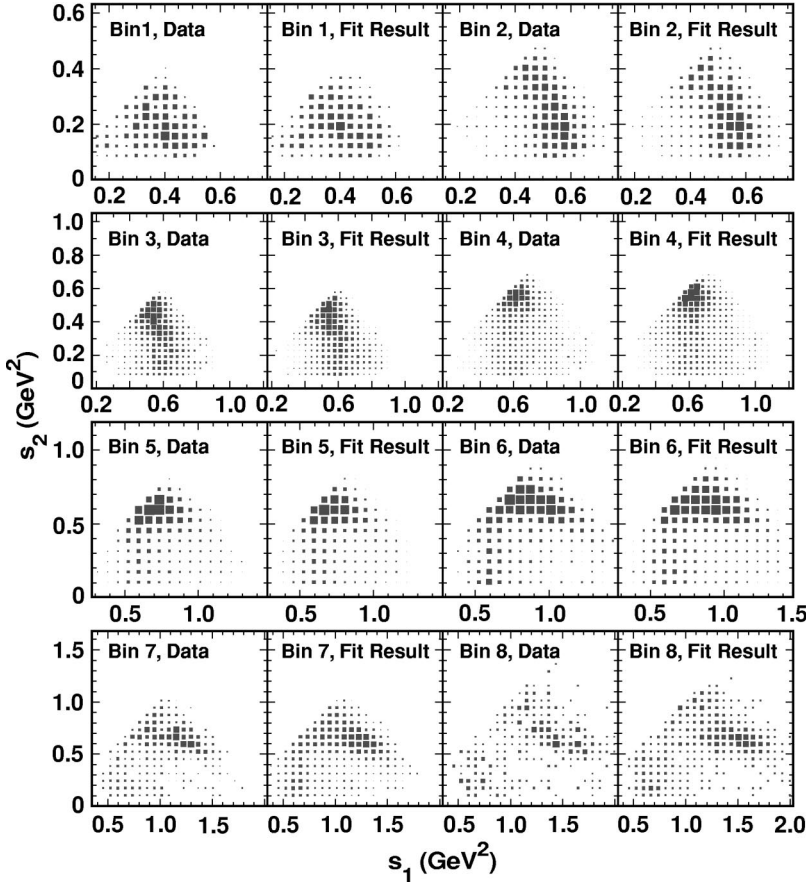 Bin1, Data
Bin 1, Fit Result
Bin 2, Data
Bin 2, Fit Result
0.6
0.4
0.2
0
0.2 0.4 0.6 0.2 0.4 0.6 0.2 0.4 0.6 0.2 0.4 0.6
Bin 3, Data
Bin 3, Fit Result
Bin 4, Data
Bin 4, Fit Result
1.0
0.8
0.6
0.4
0.2
0
0.2 0.6 1.0 0.2 0.6 1.0 0.2 0.6 1.0 0.2 0.6 1.0
s2 (GeV2)
Bin 5, Data
Bin 5, Fit Result
Bin 6, Data
Bin 6, Fit Result
1.0
0.5
0
0.5 1.0 0.5 1.0 0.5 1.0 0.5 1.0 1.5
Bin 7, Data
Bin 7, Fit Result
Bin 8, Data
Bin 8, Fit Result
1.5
1.0
0.5
0
0.5 1.0 1.5 0.5 1.0 1.5 0.5 1.0 1.5 0.5 1.0 1.5 2.0
s1 (GeV2)